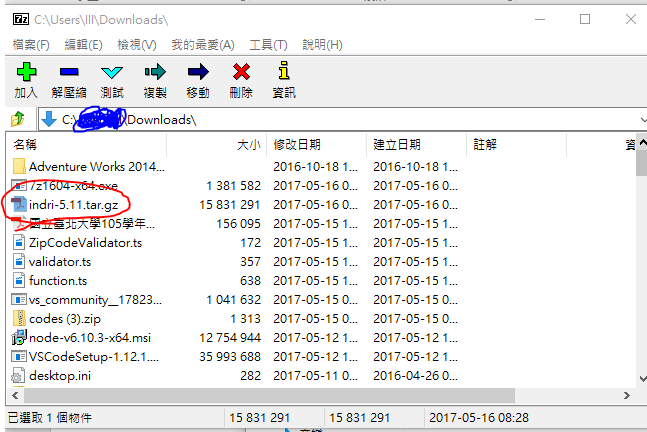 7z C:\Users\III\Downloads\
檔案(F) 編輯(E) 檢視(V) 我的最愛(A) 工具(T) 說明(H)
加入 解壓縮 測試 複製 移動 刪除 資訊
C:\ \Downloads\
名稱 大小 修改日期 建立日期 註解 資
Adventure Works 2014... 2016-10-18 1... 2016-10-18 1...
7z1604-x64.exe 1 381 582 2017-05-16 0... 2017-05-16 0...
indri-5.11.tar.gz 15 831 291 2017-05-16 0... 2017-05-16 0...
國立臺北大學105學年... 156 095 2017-05-15 1... 2017-05-15 1...
ZipCodeValidator.ts 172 2017-05-15 1... 2017-05-15 1...
validator.ts 357 2017-05-15 1... 2017-05-15 1...
function.ts 638 2017-05-15 1... 2017-05-15 1...
vs_community__17823... 1 041 632 2017-05-15 0... 2017-05-15 0...
codes (3).zip 1 313 2017-05-15 0... 2017-05-15 0...
node-v6.10.3-x64.msi 12 754 944 2017-05-12 1... 2017-05-12 1...
VSCodeSetup-1.12.1.... 35 993 688 2017-05-12 1... 2017-05-12 1...
desktop.ini 282 2017-05-11 0... 2016-04-26 0...
已選取 1 個物件 15 831 291 15 831 291 2017-05-16 08:28